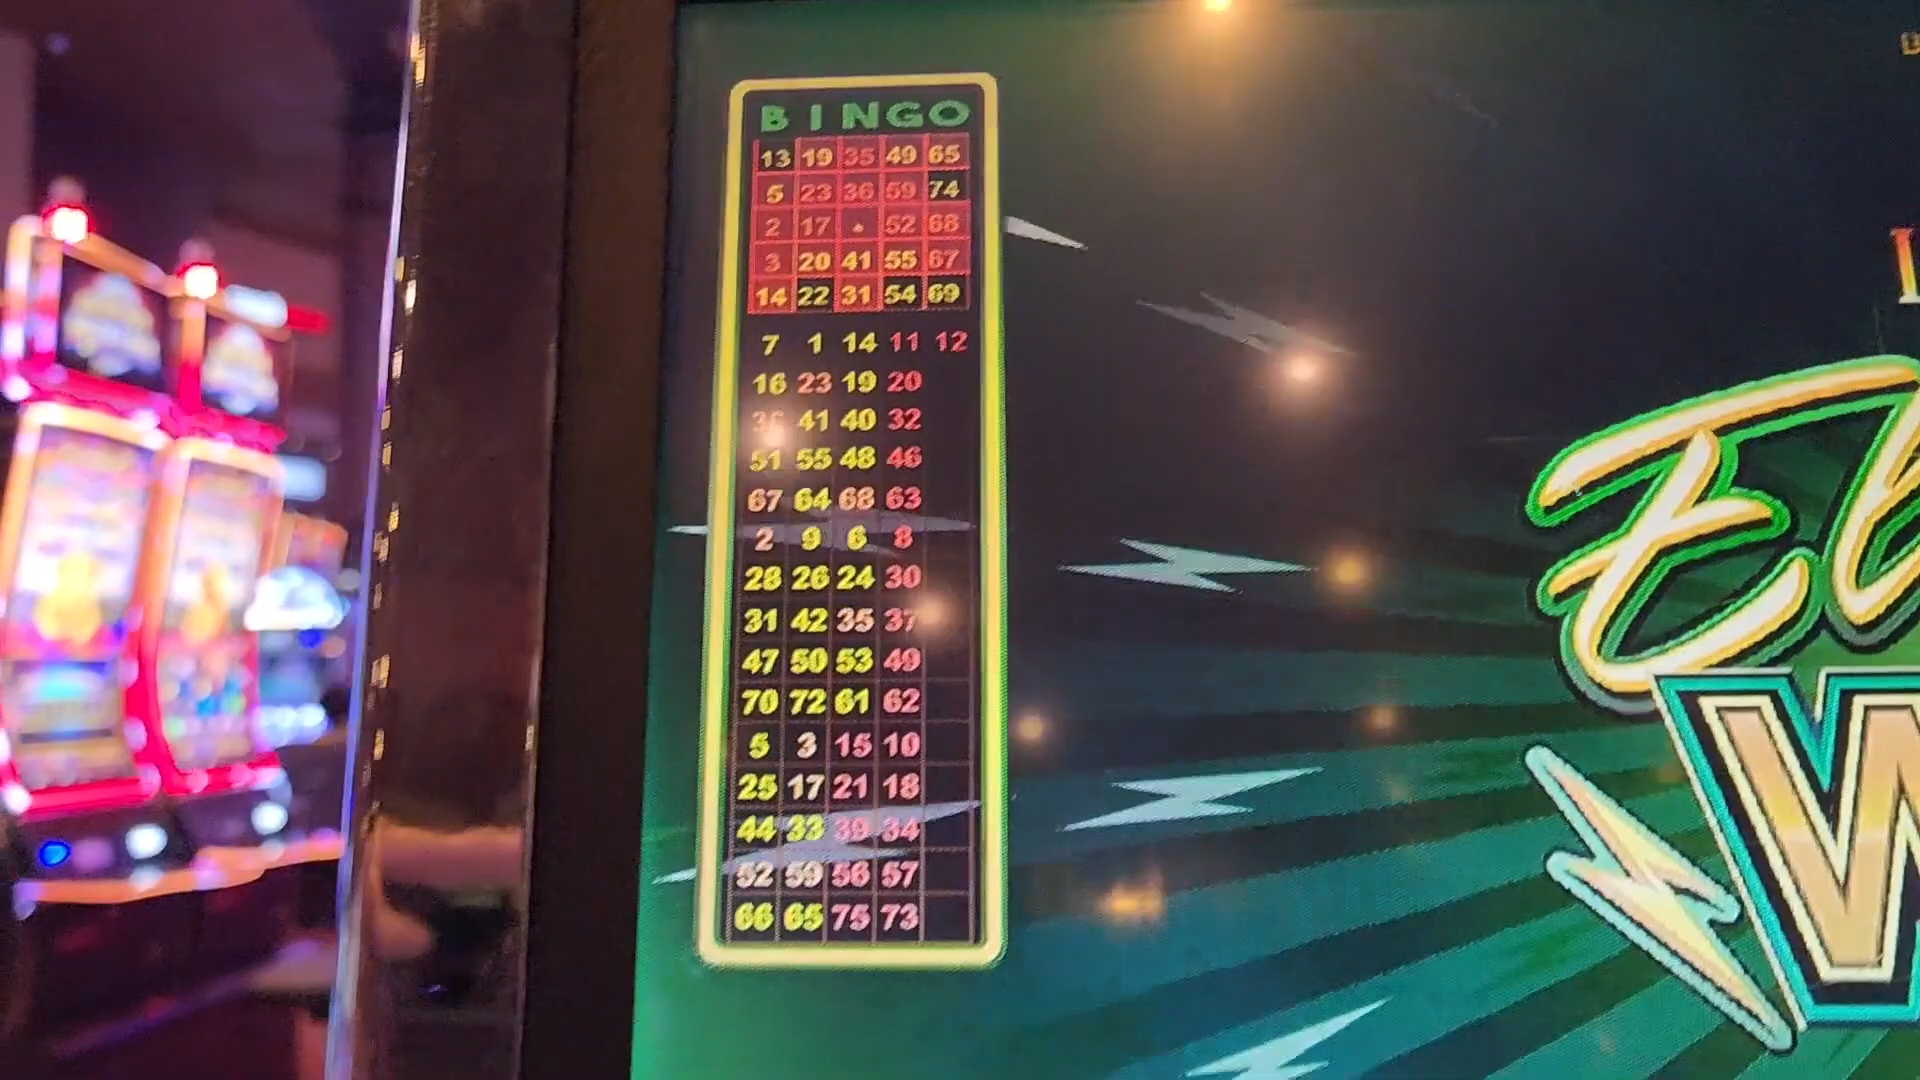 BINGO
13 19 35 49 65
5 23 36 59 74
2 17 52 68
3 20 41 55 67
14 22 31 54 69
7 1 14 11 12
16 23 19 20
36 41 40 32
51 55 48 46
67 64 68 63
2 9 6 8
28 26 24 30
31 42 35 37
47 50 53 49
70 72 61 62
5 3 15 10
25 17 21 18
44 33 39 34
52 59 56 57
66 65 75 73
El
W